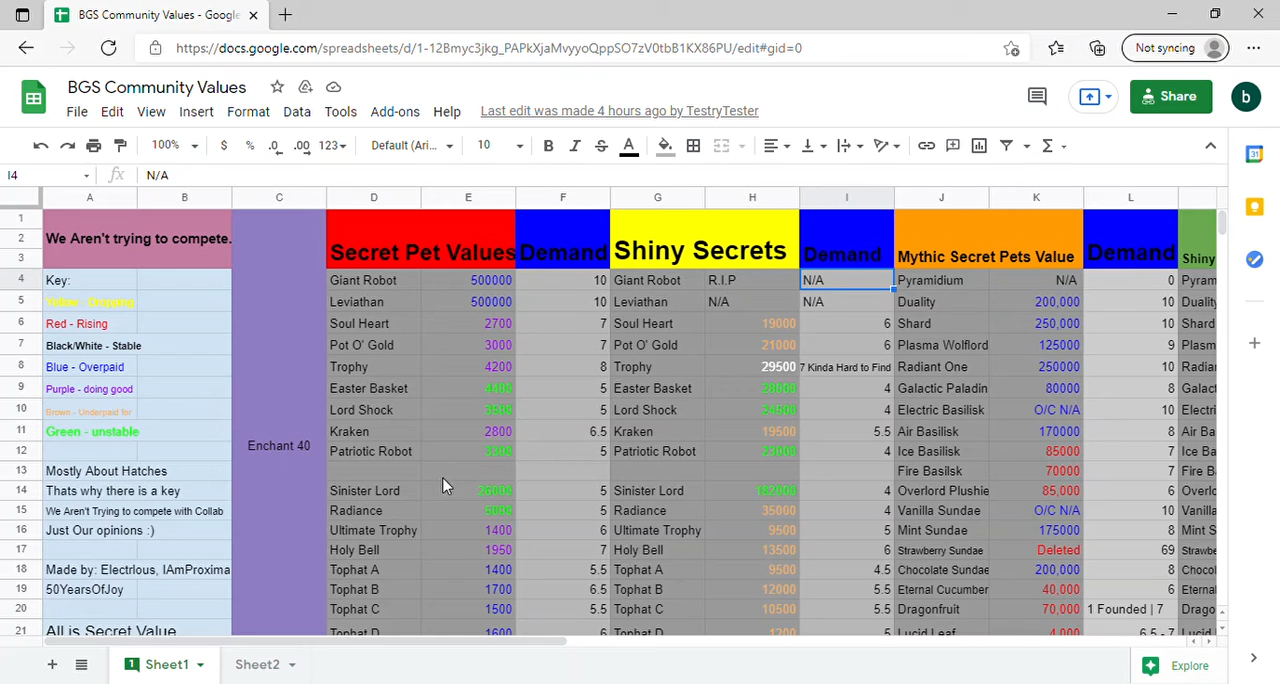 BGS Community Values - Google
https://docs.google.com/spreadsheets/d/1-12Bmyc3jkg_PAPkXjaMvyyoQppSO7zV0tbB1KX86PU/edit#gid=0
Not syncing
BGS Community Values
File Edit View Insert Format Data Tools Add-ons Help Last edit was made 4 hours ago by TestryTester
Share
b
100% $ % .0 .00 123 Default (Ari... 10 B I S A
I4 fx N/A
A B C D E F G H I J K L
1 2 3 We Aren't trying to compete. Secret Pet Values Demand Shiny Secrets Demand Mythic Secret Pets Value Demand Shiny
4 Key: Giant Robot 500000 10 Giant Robot R.I.P N/A Pyramidium N/A 0 Pyram
5 Leviathan 500000 10 Leviathan N/A N/A Duality 200,000 10 Duality
6 Red - Rising Soul Heart 2700 7 Soul Heart 19000 6 Shard 250,000 10 Shard
7 Black/White - Stable Pot O' Gold 3000 7 Pot O' Gold 21000 6 Plasma Wolflord 125000 9 Plasm
8 Blue - Overpaid Trophy 4200 8 Trophy 29500 7 Kinda Hard to Find Radiant One 250000 10 Radiar
9 Purple - doing good Easter Basket 5 Easter Basket 4 Galactic Paladin 80000 8 Galact
10 Brown - Underpaid for Lord Shock 5 Lord Shock 4 Electric Basilisk O/C N/A 10 Electri
11 Green - unstable Kraken 2800 6.5 Kraken 19500 5.5 Air Basilisk 170000 8 Air Ba
12 Patriotic Robot 5 Patriotic Robot 4 Ice Basilisk 85000 7 Ice Ba
13 Mostly About Hatches Fire Basilsk 70000 7 Fire Ba
14 Thats why there is a key Sinister Lord 5 Sinister Lord 4 Overlord Plushie 85,000 6 Overlo
15 We Aren't Trying to compete with Collab Radiance 5 Radiance 35000 4 Vanilla Sundae O/C N/A 10 Vanilla
16 Just Our opinions :) Ultimate Trophy 1400 6 Ultimate Trophy 9500 5 Mint Sundae 175000 8 Mint S
17 Holy Bell 1950 7 Holy Bell 13500 6 Strawberry Sundae Deleted 69 Strawbe
18 Made by: Electrlous, IAmProxima Tophat A 1400 5.5 Tophat A 9500 4.5 Chocolate Sundae 200,000 8 Chocol
19 50YearsOfJoy Tophat B 1700 6.5 Tophat B 12000 5.5 Eternal Cucumber 40,000 6 Eterna
20 Tophat C 1500 5.5 Tophat C 10500 5.5 Dragonfruit 70,000 1 Founded | 7 Drago
Enchant 40
21 All is Secret Value Tophat D 1600 6 Tophat D 5 Lucid Leaf 4,000 6.5 - 7 Lucid
1 Sheet1 Sheet2 Explore